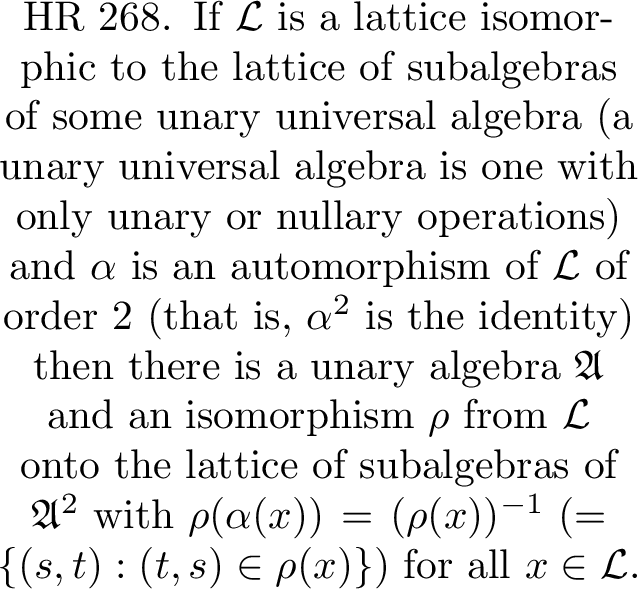 HR 268. If 𝓛 is a lattice isomor-
phic to the lattice of subalgebras
of some unary universal algebra (a
unary universal algebra is one with
only unary or nullary operations)
and α is an automorphism of 𝓛 of
order 2 (that is, α² is the identity)
then there is a unary algebra 𝔄
and an isomorphism ρ from 𝓛
onto the lattice of subalgebras of
𝔄² with ρ(α(x)) = (ρ(x))⁻¹ (=
{(s, t) : (t, s) ∈ ρ(x)}) for all x ∈ 𝓛.